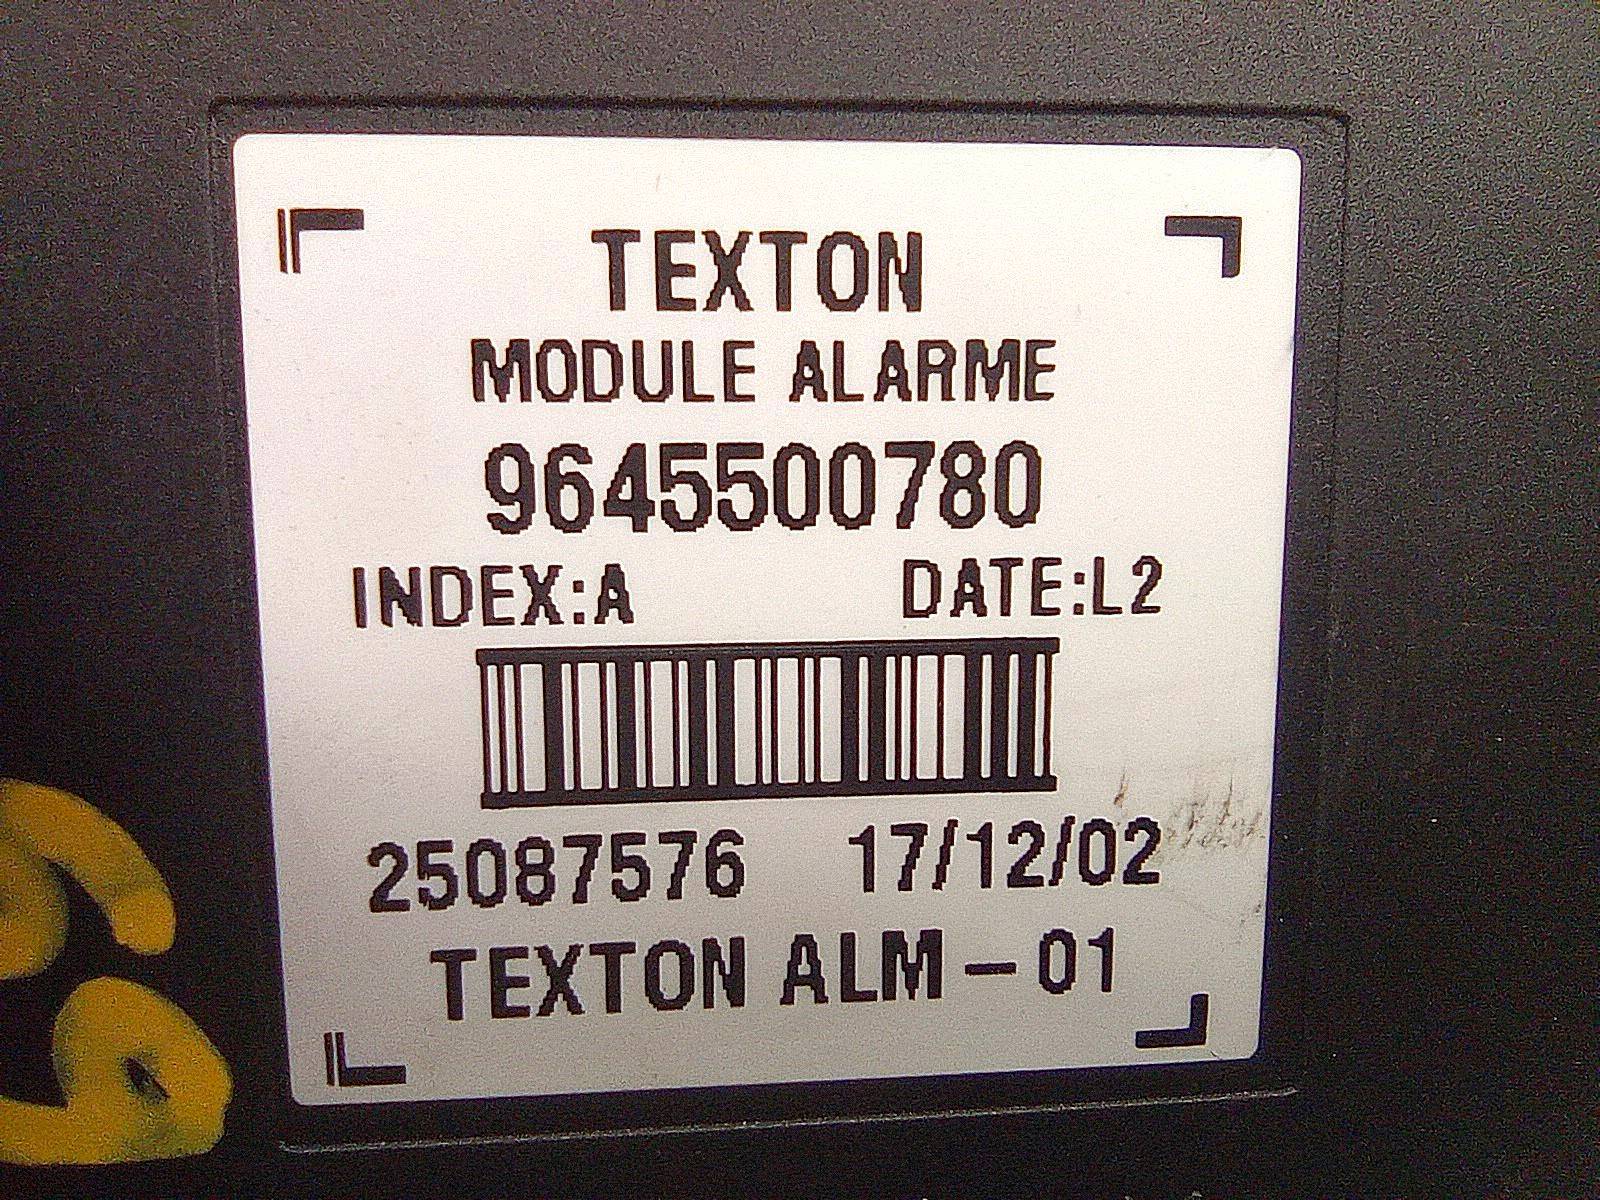 TEXTON
MODULE ALARME
9645500780
INDEX:A DATE:L2
25087576 17/12/02
TEXTON ALM - 01